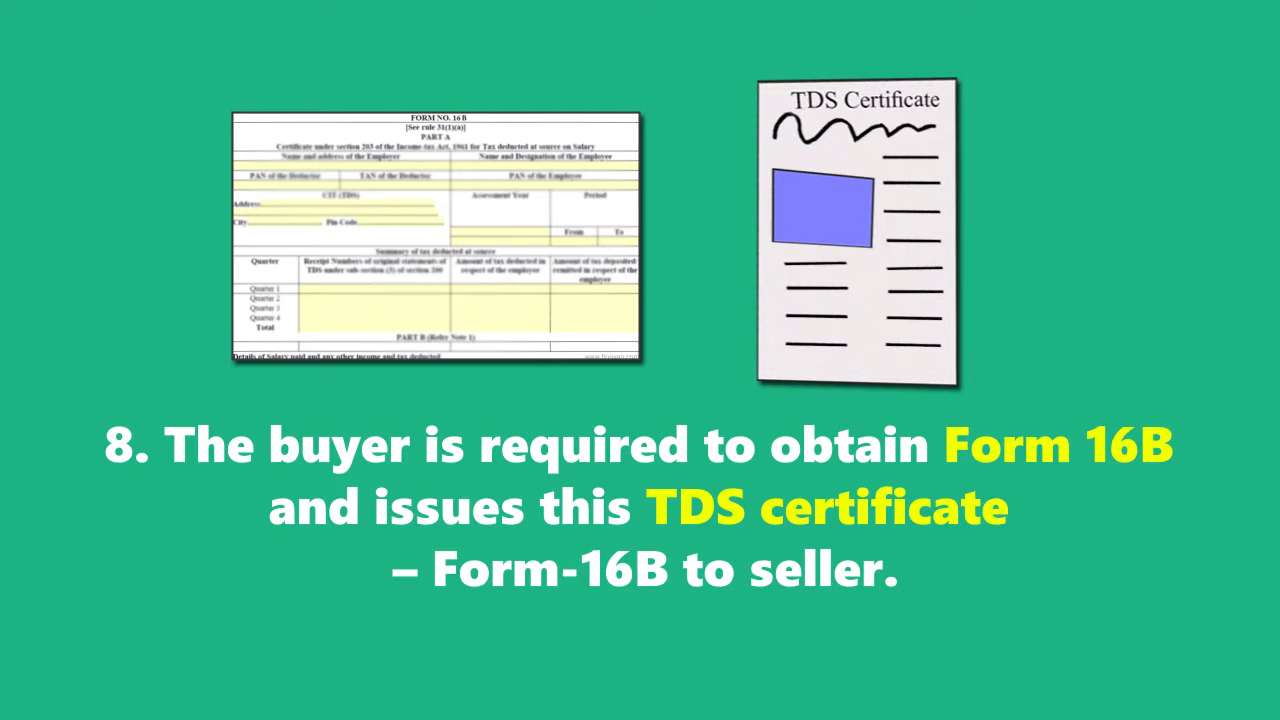 FORM NO. 16B
[See rule 31(1)(a)]
PART A
Certificate under section 203 of the Income-tax Act, 1961 for Tax deducted at source on Salary
Name and address of the Employer Name and Designation of the Employer
PAN of the Deductor TAN of the Deductor PAN of the Employee
CIT (TDS) Assessment Year Period
Address
City Pin Code
From To
Summary of tax deducted at source
Quarter Receipt Numbers of original statements of TDS under sub-section (3) of section 200 Amount of tax deducted in respect of the employee Amount of tax deposited remitted in respect of the employee
Quarter 1
Quarter 2
Quarter 3
Quarter 4
Total
PART B (Refer Note 1)
Details of Salary paid and any other income and tax deducted
TDS Certificate
8. The buyer is required to obtain Form 16B
and issues this TDS certificate
– Form-16B to seller.